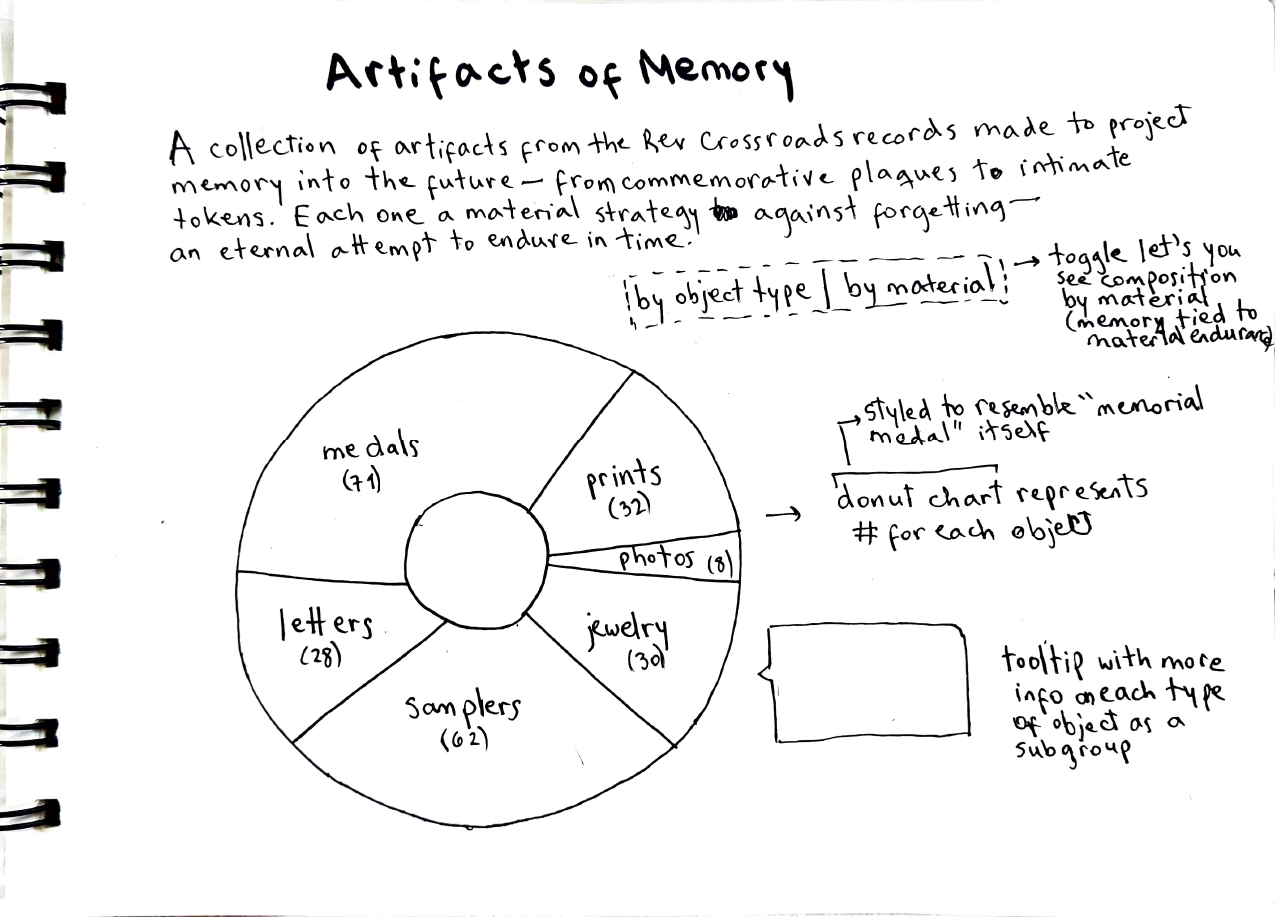 Artifacts of Memory
A collection of artifacts from the Rev Crossroads records made to project
memory into the future — from commemorative plaques to intimate
tokens. Each one a material strategy against forgetting —
an eternal attempt to endure in time.
by object type | by material
→ toggle let's you
see composition
by material
(memory tied to
material endurance)
medals
(71)
prints
(32)
photos (8)
jewelry
(30)
samplers
(62)
letters
(28)
styled to resemble "memorial
medal" itself
→ donut chart represents
# for each object
tooltip with more
info on each type
of object as a
subgroup